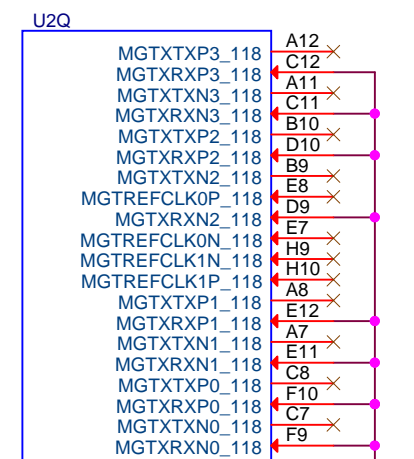 U2Q
MGTXTXP3_118 A12
MGTXRXP3_118 C12
MGTXTXN3_118 A11
MGTXRXN3_118 C11
MGTXTXP2_118 B10
MGTXRXP2_118 D10
MGTXTXN2_118 B9
MGTREFCLK0P_118 E8
MGTXRXN2_118 D9
MGTREFCLK0N_118 E7
MGTREFCLK1N_118 H9
MGTREFCLK1P_118 H10
MGTXTXP1_118 A8
MGTXRXP1_118 E12
MGTXTXN1_118 A7
MGTXRXN1_118 E11
MGTXTXP0_118 C8
MGTXRXP0_118 F10
MGTXTXN0_118 C7
MGTXRXN0_118 F9